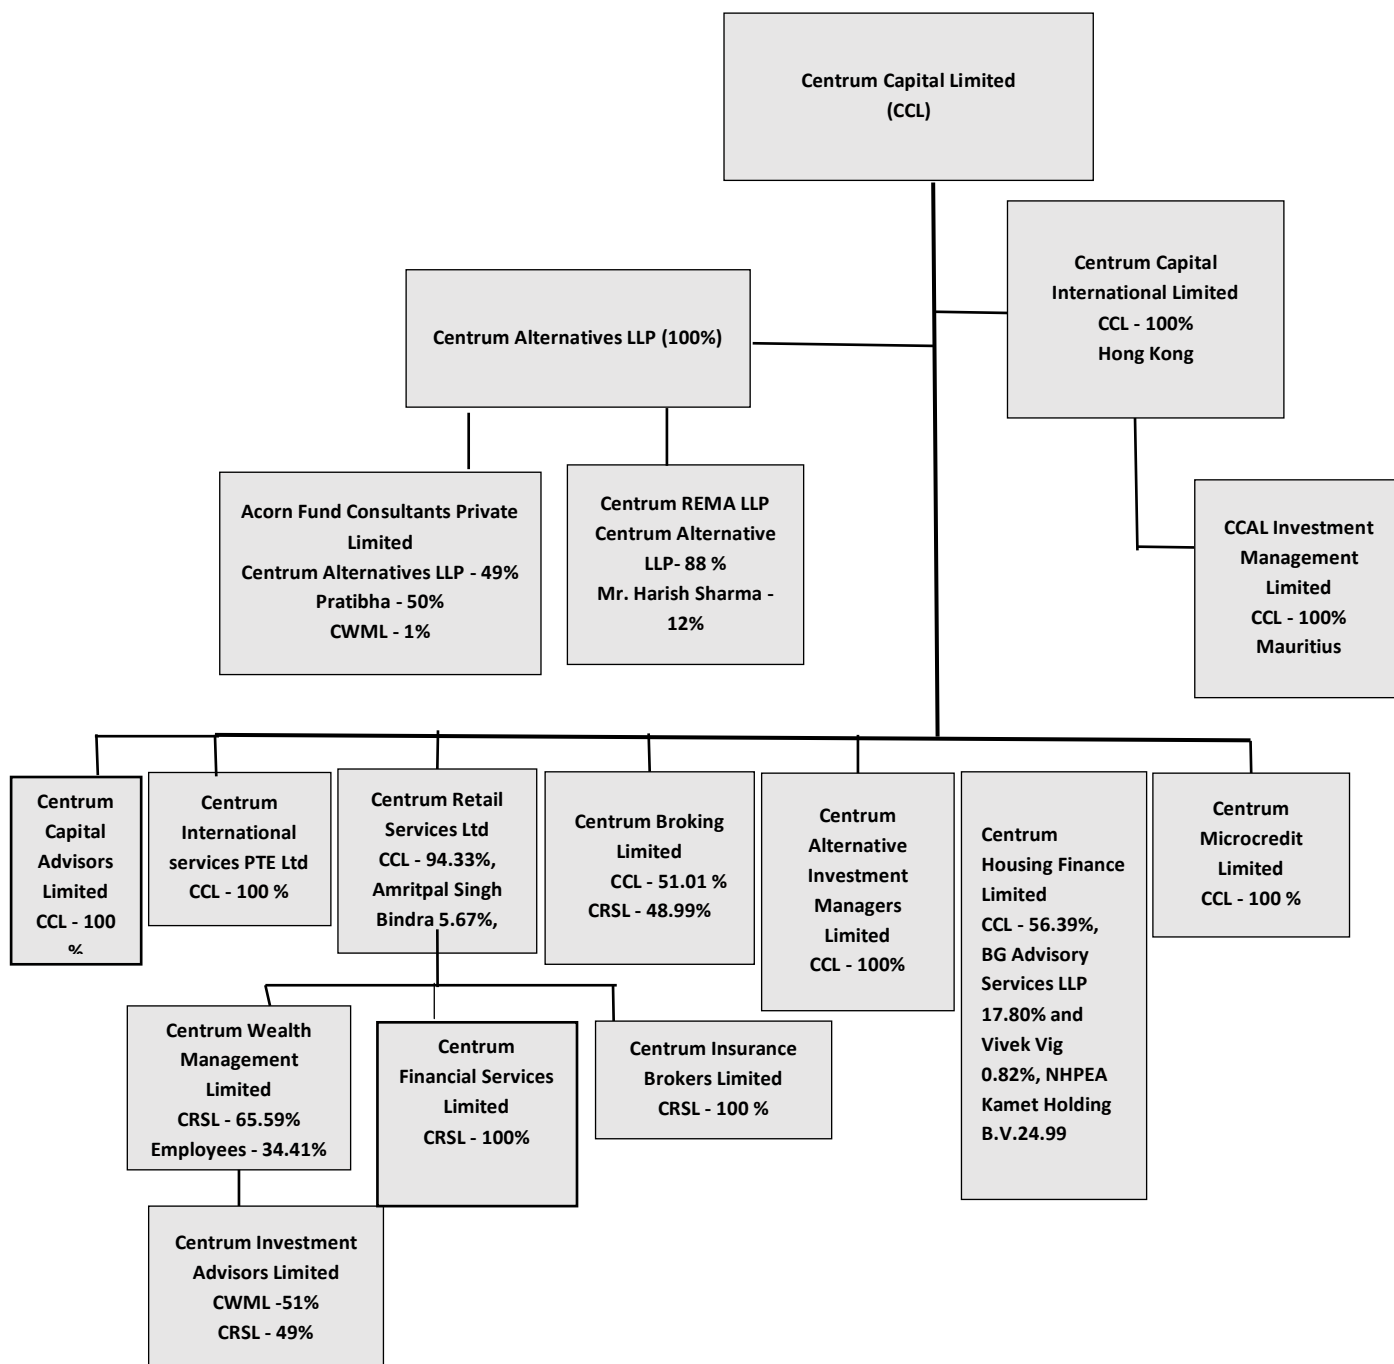 Centrum Capital Limited
(CCL)
Centrum Capital
International Limited
CCL - 100%
Hong Kong
Centrum Alternatives LLP (100%)
Acorn Fund Consultants Private
Limited
Centrum Alternatives LLP - 49%
Pratibha - 50%
CWML - 1%
Centrum REMA LLP
Centrum Alternative
LLP- 88 %
Mr. Harish Sharma -
12%
CCAL Investment
Management
Limited
CCL - 100%
Mauritius
Centrum
Capital
Advisors
Limited
CCL - 100
%
Centrum
International
services PTE Ltd
CCL - 100 %
Centrum Retail
Services Ltd
CCL - 94.33%,
Amritpal Singh
Bindra 5.67%,
Centrum Broking
Limited
CCL - 51.01 %
CRSL - 48.99%
Centrum
Alternative
Investment
Managers
Limited
CCL - 100%
Centrum
Housing Finance
Limited
CCL - 56.39%,
BG Advisory
Services LLP
17.80% and
Vivek Vig
0.82%, NHPEA
Kamet Holding
B.V.24.99
Centrum
Microcredit
Limited
CCL - 100 %
Centrum Wealth
Management
Limited
CRSL - 65.59%
Employees - 34.41%
Centrum
Financial Services
Limited
CRSL - 100%
Centrum Insurance
Brokers Limited
CRSL - 100 %
Centrum Investment
Advisors Limited
CWML -51%
CRSL - 49%